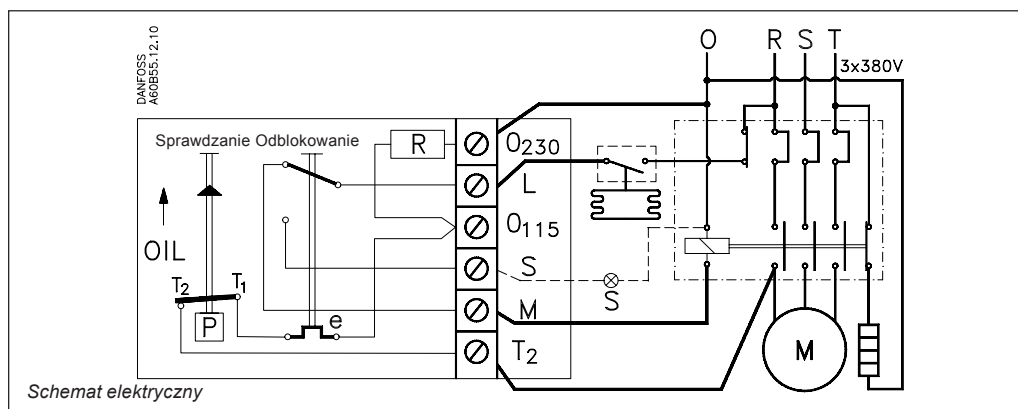 DANFOSS
A60B55.12.10
O R S T
3x380V
Sprawdzanie Odblokowanie
R
O230
L
OIL
O115
S
S
T2 T1
P
e
M
M
T2
Schemat elektryczny